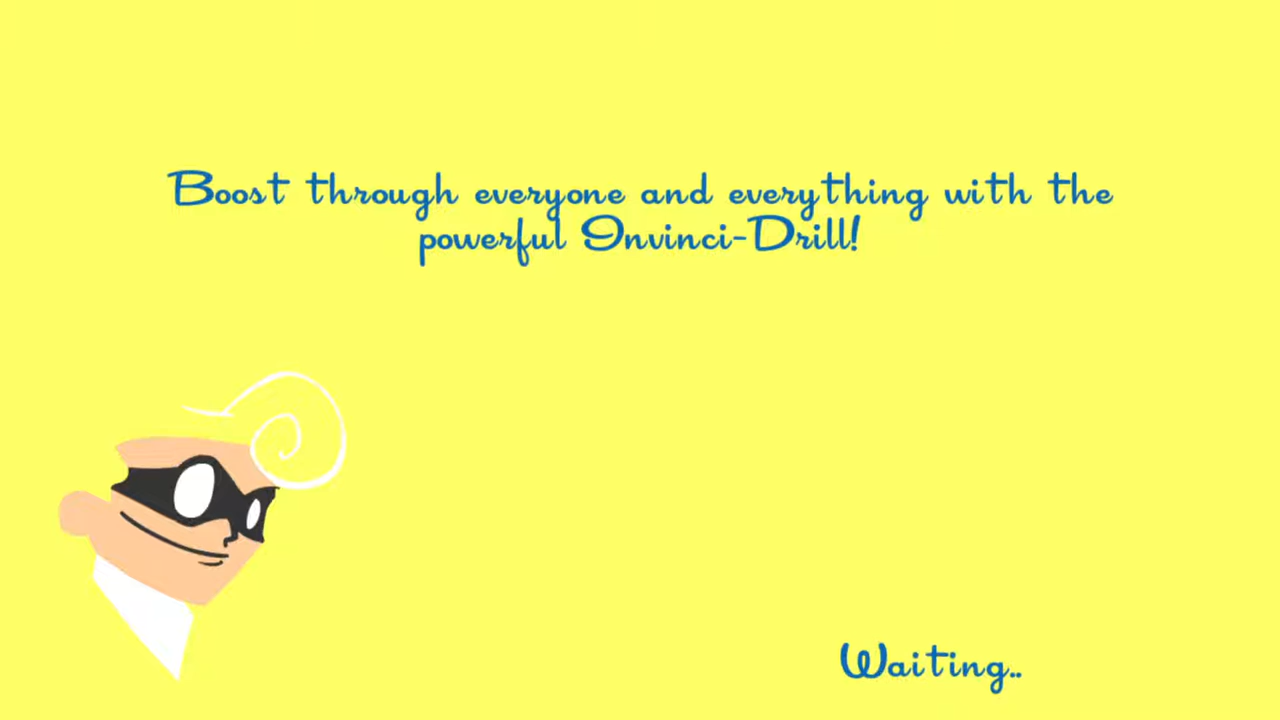 Boost through everyone and everything with the
powerful Invinci-Drill!
Waiting..